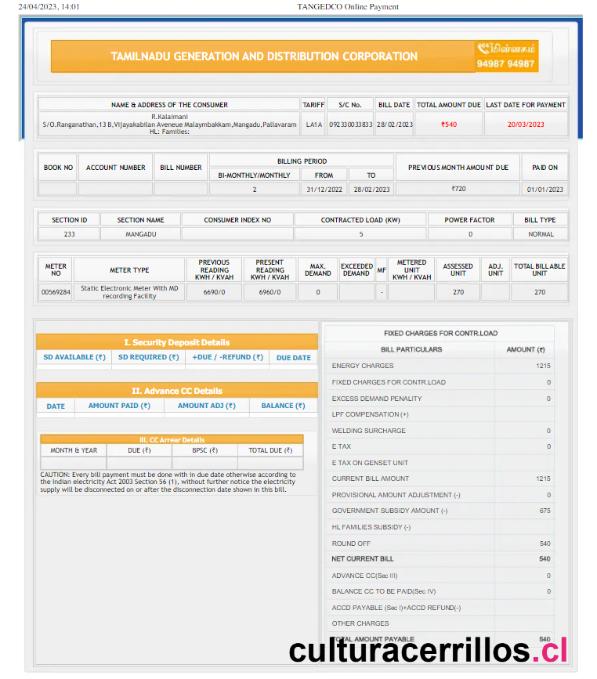 24/04/2023, 14:01 TANGEDCO Online Payment
TAMILNADU GENERATION AND DISTRIBUTION CORPORATION
மின்னகம்
94987 94987
NAME & ADDRESS OF THE CONSUMER TARIFF S/C No. BILL DATE TOTAL AMOUNT DUE LAST DATE FOR PAYMENT
R.Kalaimani
S/O.Ranganathan,13 B,Vijayakabilan Aveneue Malaymbakkam,Mangadu,Pallavaram LA1A 092330033833 28/02/2023 ₹540 20/03/2023
HL: Families:
BOOK NO ACCOUNT NUMBER BILL NUMBER BILLING PERIOD PREVIOUS MONTH AMOUNT DUE PAID ON
BI-MONTHLY/MONTHLY FROM TO
2 31/12/2022 28/02/2023 ₹720 01/01/2023
SECTION ID SECTION NAME CONSUMER INDEX NO CONTRACTED LOAD (KW) POWER FACTOR BILL TYPE
233 MANGADU 5 0 NORMAL
METER NO METER TYPE PREVIOUS READING KWH / KVAH PRESENT READING KWH / KVAH MAX. DEMAND EXCEEDED DEMAND MF METERED UNIT KWH / KVAH ASSESSED UNIT ADJ. UNIT TOTAL BILLABLE UNIT
00569284 Static Electronic Meter With MD recording Facility 6690/0 6960/0 0 - 270 270
I. Security Deposit Details
SD AVAILABLE (₹) SD REQUIRED (₹) +DUE / -REFUND (₹) DUE DATE
II. Advance CC Details
DATE AMOUNT PAID (₹) AMOUNT ADJ (₹) BALANCE (₹)
III. CC Arrear Details
MONTH & YEAR DUE (₹) BPSC (₹) TOTAL DUE (₹)
CAUTION: Every bill payment must be done with in due date otherwise according to
the Indian electricity Act 2003 Section 56 (1), without further notice the electricity
supply will be disconnected on or after the disconnection date shown in this bill.
FIXED CHARGES FOR CONTR.LOAD
BILL PARTICULARS AMOUNT (₹)
ENERGY CHARGES 1215
FIXED CHARGES FOR CONTR.LOAD 0
EXCESS DEMAND PENALITY 0
LPF COMPENSATION (+)
WELDING SURCHARGE 0
E TAX 0
E TAX ON GENSET UNIT
CURRENT BILL AMOUNT 1215
PROVISIONAL AMOUNT ADJUSTMENT (-) 0
GOVERNMENT SUBSIDY AMOUNT (-) 675
HL FAMILIES SUBSIDY (-)
ROUND OFF 540
NET CURRENT BILL 540
ADVANCE CC(Sec III) 0
BALANCE CC TO BE PAID(Sec IV) 0
ACCD PAYABLE (Sec I)+ACCD REFUND(-)
OTHER CHARGES
TOTAL AMOUNT PAYABLE 540
culturacerrillos.cl